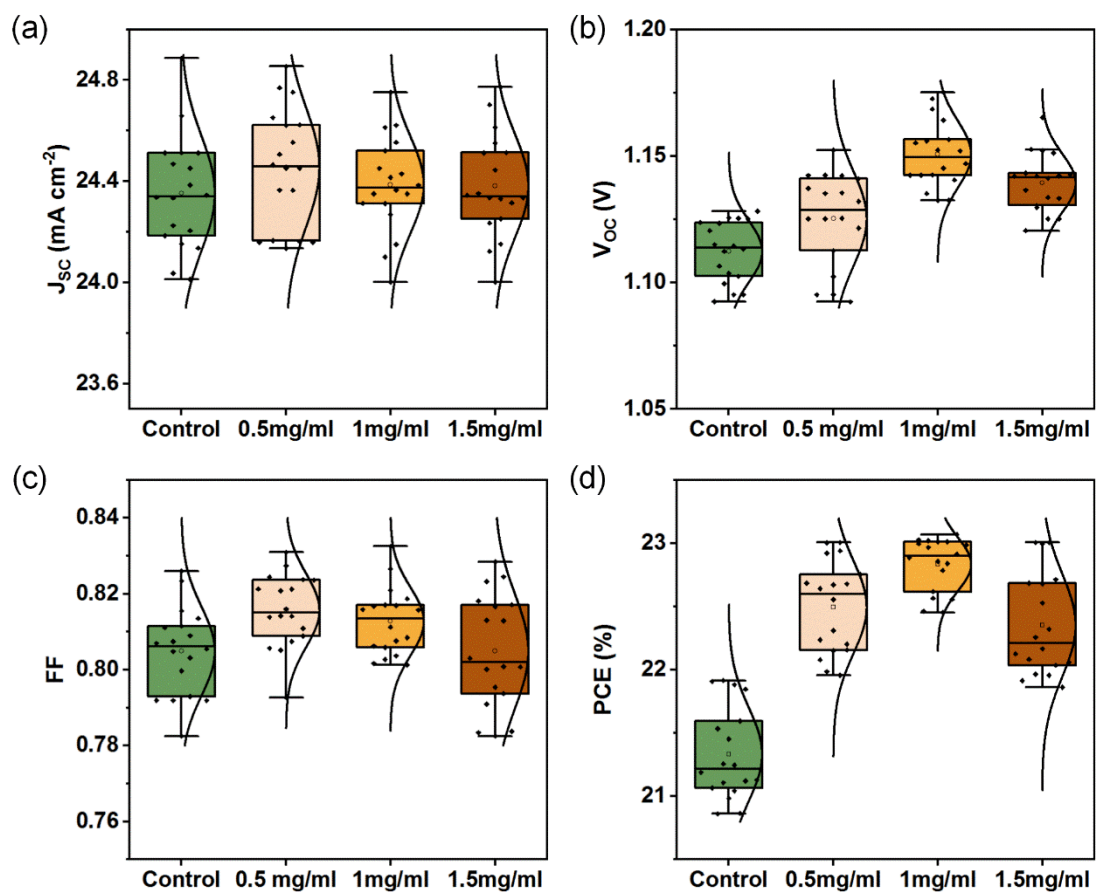 (a)
24.8
24.4
24.0
23.6
J_SC (mA cm⁻²)
Control 0.5mg/ml 1mg/ml 1.5mg/ml
(b)
1.20
1.15
1.10
1.05
V_OC (V)
Control 0.5 mg/ml 1mg/ml 1.5mg/ml
(c)
0.84
0.82
0.80
0.78
0.76
FF
Control 0.5 mg/ml 1mg/ml 1.5mg/ml
(d)
23
22
21
PCE (%)
Control 0.5 mg/ml 1mg/ml 1.5mg/ml